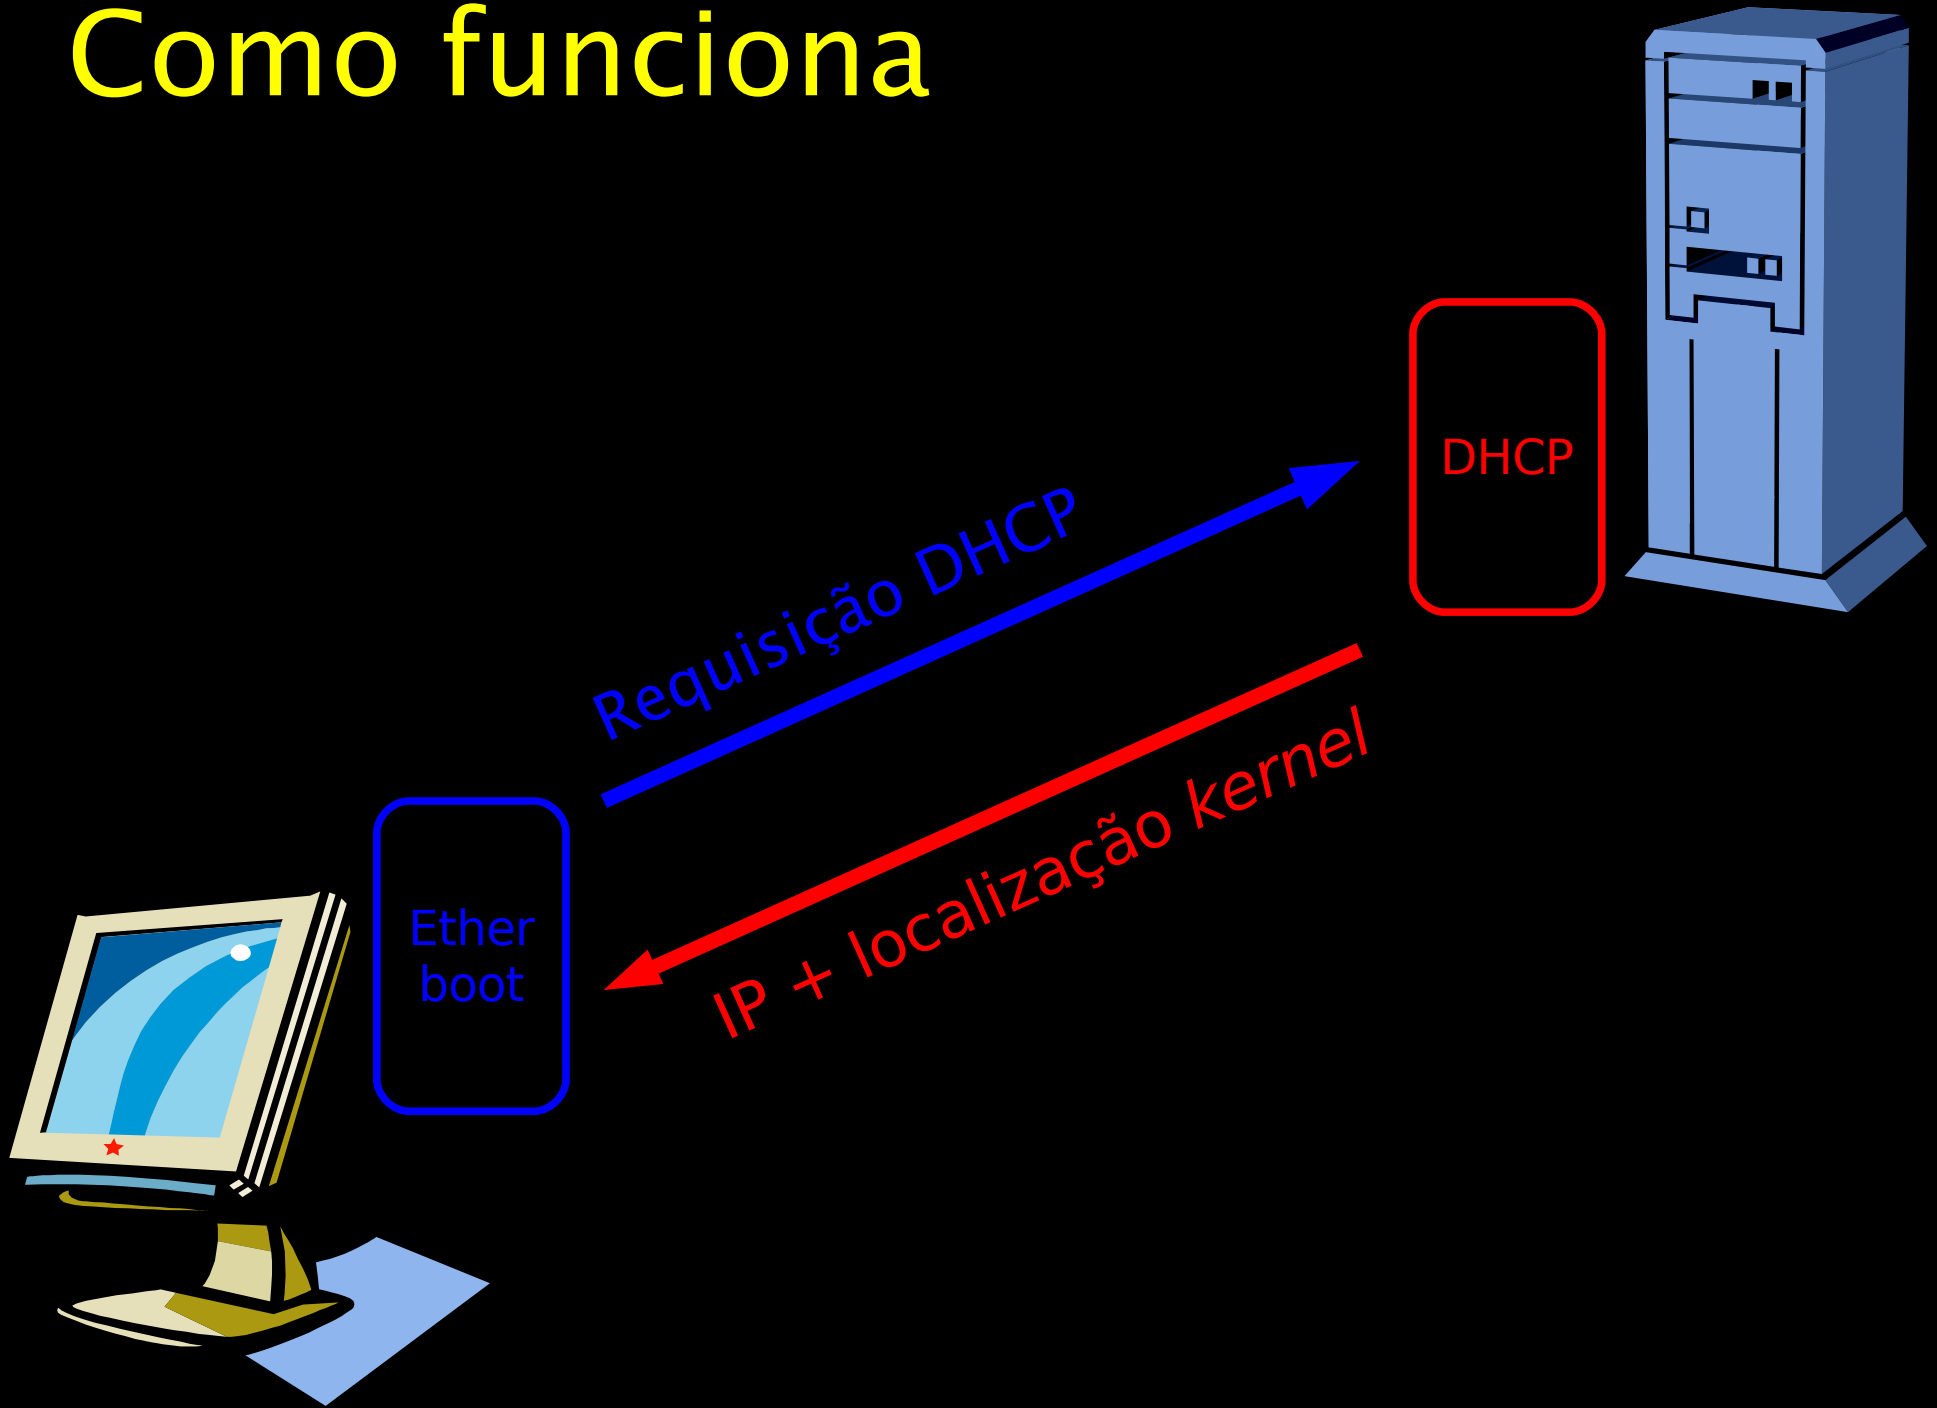 Como funciona
DHCP
Requisição DHCP
IP + localização kernel
Ether
boot